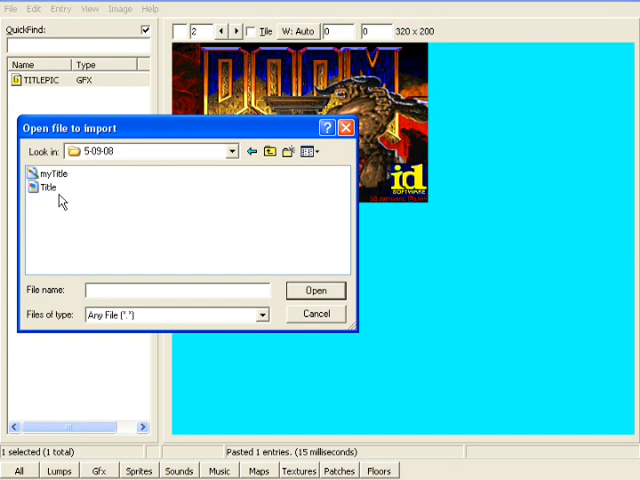 File Edit Entry View Image Help
QuickFind:
2 Tile W: Auto 0 0 320 x 200
Name Type
TITLEPIC GFX
DOOM
id
SOFTWARE
Open file to import
Look in: 5-09-08
myTitle
Title
File name: Open
Files of type: Any File (*.*) Cancel
1 selected (1 total) Pasted 1 entries. (15 milliseconds)
All Lumps Gfx Sprites Sounds Music Maps Textures Patches Floors